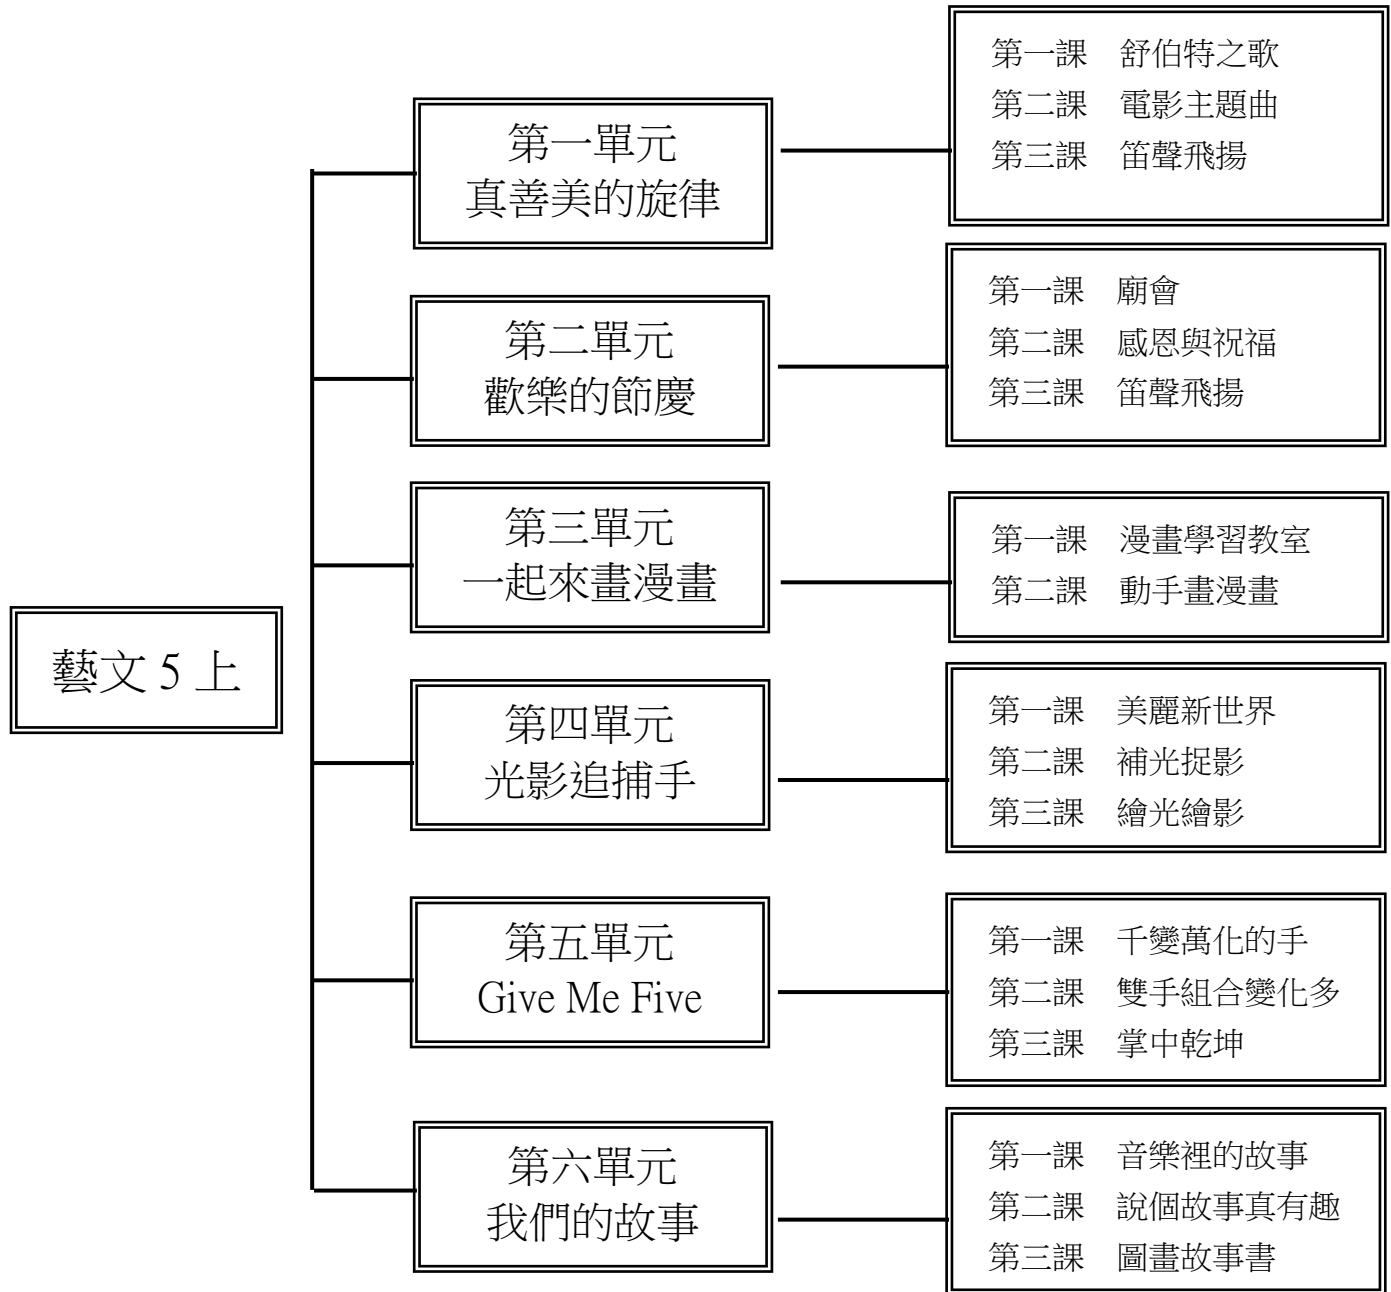 藝文 5 上
第一單元
真善美的旋律
第一課　舒伯特之歌
第二課　電影主題曲
第三課　笛聲飛揚
第二單元
歡樂的節慶
第一課　廟會
第二課　感恩與祝福
第三課　笛聲飛揚
第三單元
一起來畫漫畫
第一課　漫畫學習教室
第二課　動手畫漫畫
第四單元
光影追捕手
第一課　美麗新世界
第二課　補光捉影
第三課　繪光繪影
第五單元
Give Me Five
第一課　千變萬化的手
第二課　雙手組合變化多
第三課　掌中乾坤
第六單元
我們的故事
第一課　音樂裡的故事
第二課　說個故事真有趣
第三課　圖畫故事書